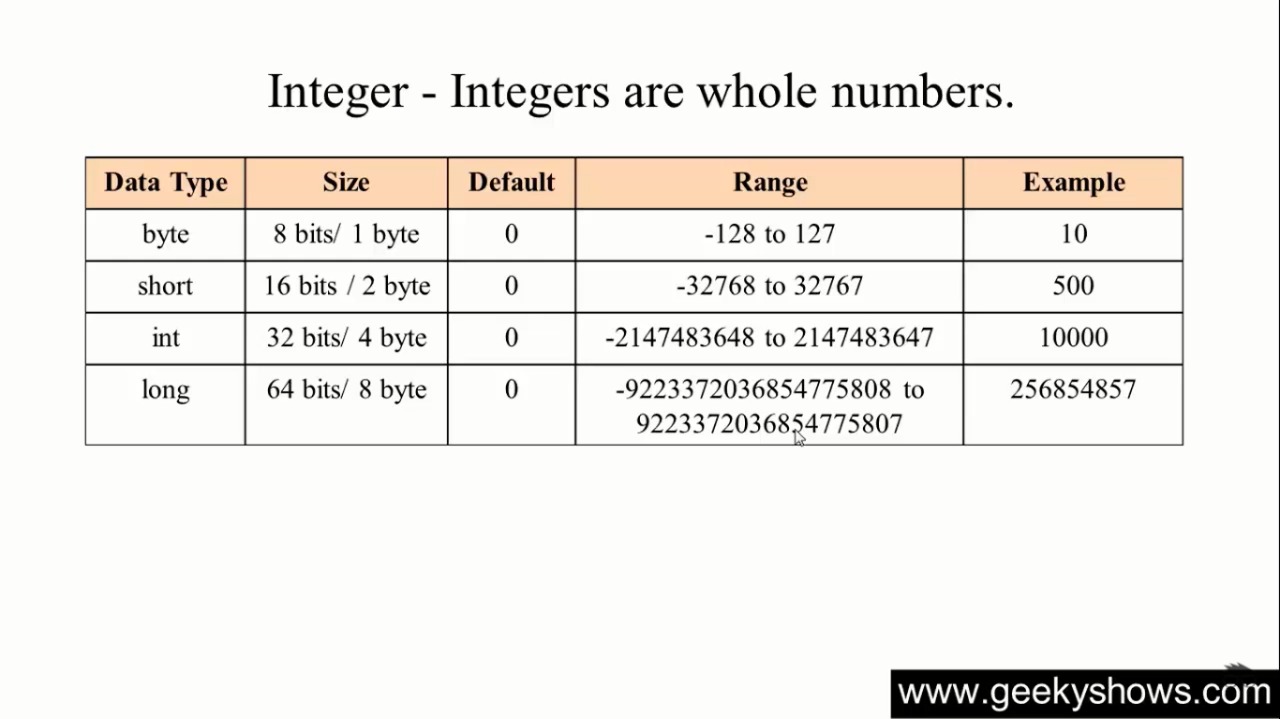 Integer - Integers are whole numbers.
Data Type Size Default Range Example
byte 8 bits/ 1 byte 0 -128 to 127 10
short 16 bits / 2 byte 0 -32768 to 32767 500
int 32 bits/ 4 byte 0 -2147483648 to 2147483647 10000
long 64 bits/ 8 byte 0 -9223372036854775808 to 256854857
9223372036854775807
www.geekyshows.com